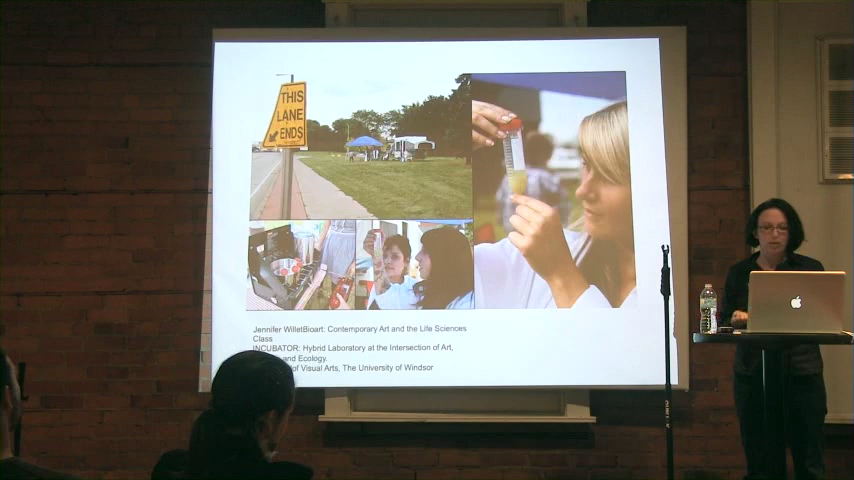 THIS
LANE
ENDS
Jennifer WilletBioart: Contemporary Art and the Life Sciences
Class
INCUBATOR: Hybrid Laboratory at the Intersection of Art,
and Ecology.
of Visual Arts, The University of Windsor